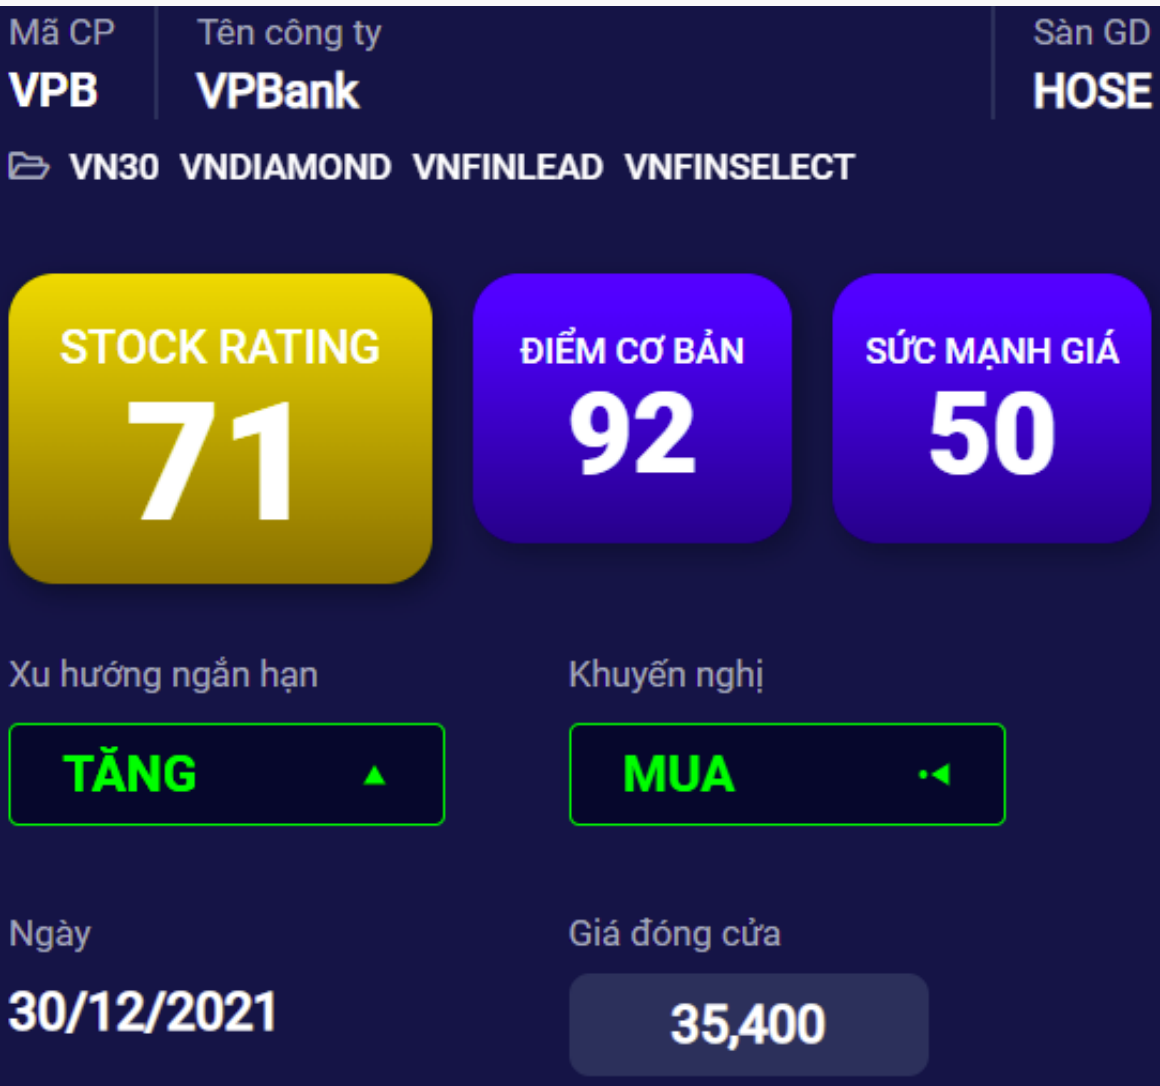 Mã CP Tên công ty Sàn GD
VPB VPBank HOSE
VN30 VNDIAMOND VNFINLEAD VNFINSELECT
STOCK RATING ĐIỂM CƠ BẢN SỨC MẠNH GIÁ
71 92 50
Xu hướng ngắn hạn Khuyến nghị
TĂNG MUA
Ngày Giá đóng cửa
30/12/2021 35,400